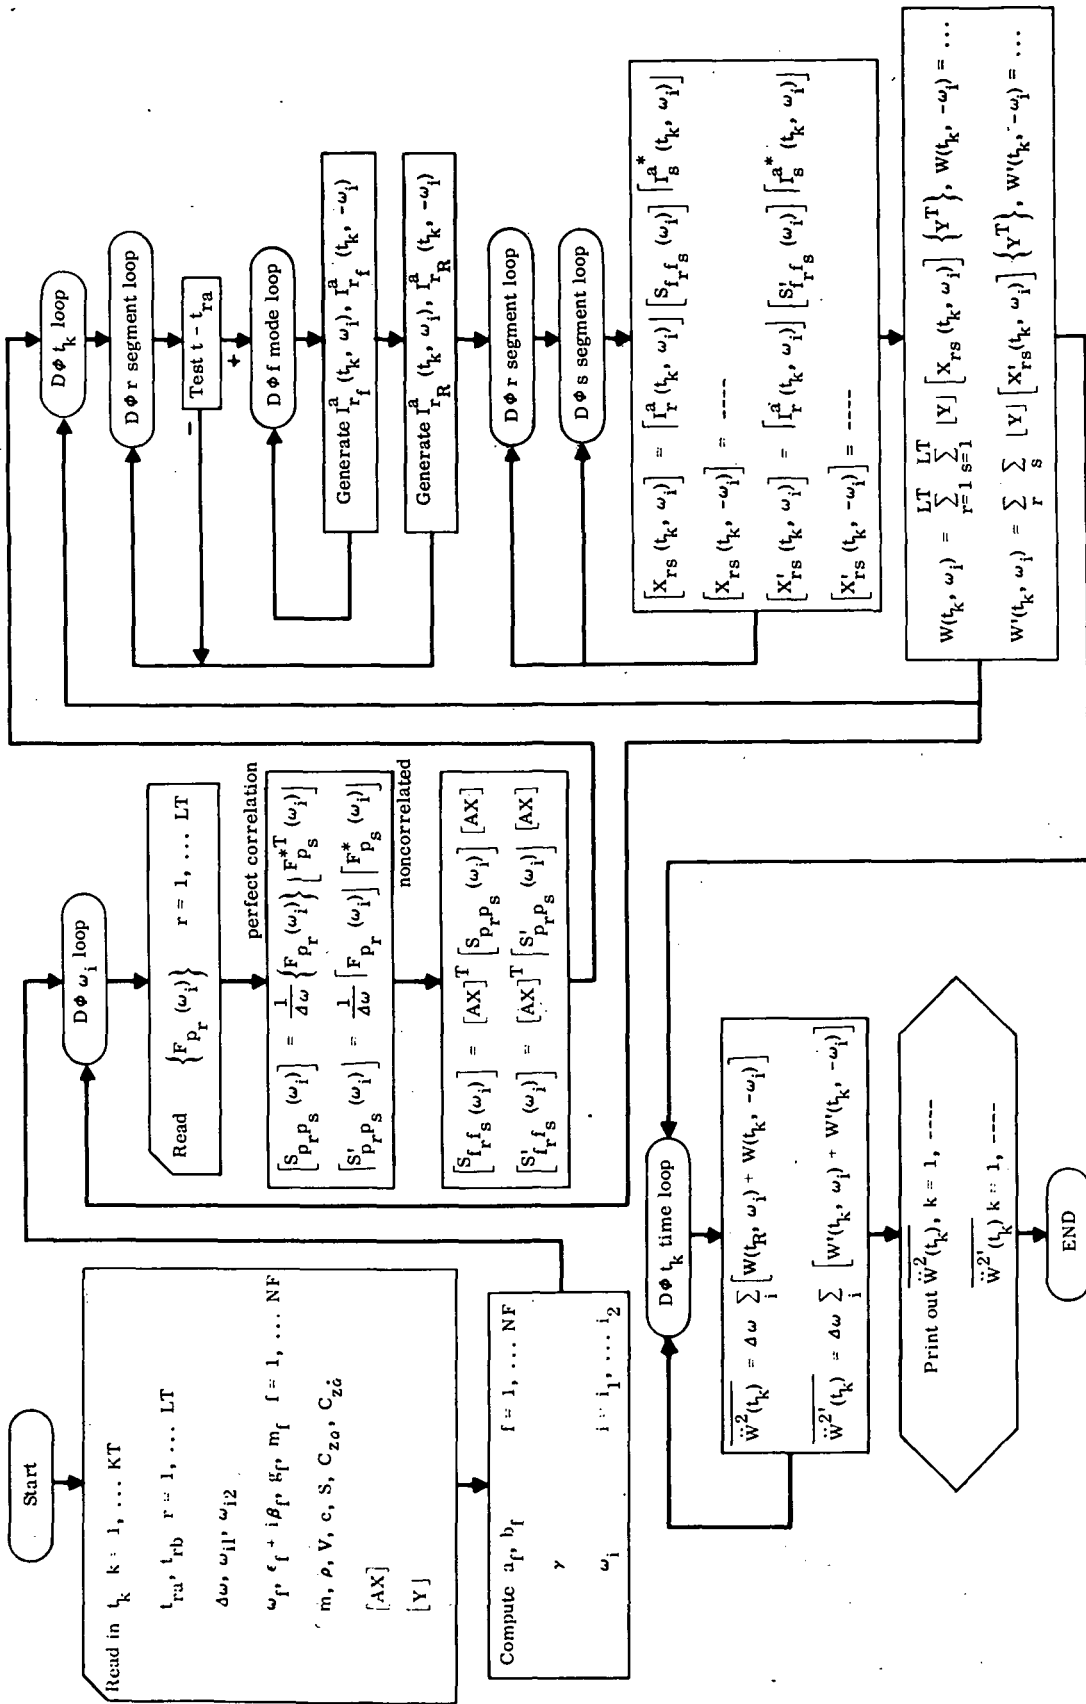 Start
Read in t_k k = 1, ... KT
t_ra, t_rb r = 1, ... LT
Δω, ω_i1, ω_i2
ω_f, ε_f + iβ_f, g_f, m_f f = 1, ... NF
m, ρ, V, c, S, C_zα, C_zα̇
[AX]
⌊Y⌋
Compute a_f, b_f f = 1, ... NF
γ
ω_i i = i_1, ... i_2
DΦ ω_i loop
Read {F_p_r (ω_i)} r = 1, ... LT
perfect correlation
[S_p_r p_s (ω_i)] = 1/Δω {F_p_r (ω_i)} ⌊F*^T_p_s (ω_i)⌋
[S'_p_r p_s (ω_i)] = 1/Δω ⌈F_p_r (ω_i)⌋ ⌈F*_p_s (ω_i)⌋
noncorrelated
[S_f_r f_s (ω_i)] = [AX]^T [S_p_r p_s (ω_i)] [AX]
[S'_f_r f_s (ω_i)] = [AX]^T [S'_p_r p_s (ω_i)] [AX]
DΦ t_k loop
DΦ r segment loop
Test t - t_ra
−
+
DΦ f mode loop
Generate I^a_r_f (t_k, ω_i), I^a_r_f (t_k, -ω_i)
Generate I^a_r_R (t_k, ω_i), I^a_r_R (t_k, -ω_i)
DΦ r segment loop
DΦ s segment loop
[X_rs (t_k, ω_i)] = ⌈I^a_r (t_k, ω_i)⌋ [S_f_r f_s (ω_i)] ⌈I^a*_s (t_k, ω_i)⌋
[X_rs (t_k, -ω_i)] = ----
[X'_rs (t_k, ω_i)] = ⌈I^a_r (t_k, ω_i)⌋ [S'_f_r f_s (ω_i)] ⌈I^a*_s (t_k, ω_i)⌋
[X'_rs (t_k, -ω_i)] = -----
W(t_k, ω_i) = Σ_{r=1}^{LT} Σ_{s=1}^{LT} ⌊Y⌋ [X_rs (t_k, ω_i)] {Y^T}, W(t_k, -ω_i) = ...
W'(t_k, ω_i) = Σ_r Σ_s ⌊Y⌋ [X'_rs (t_k, ω_i)] {Y^T}, W'(t_k, -ω_i) = ...
DΦ t_k time loop
Ẅ²(t_k) = Δω Σ_i [W(t_R, ω_i) + W(t_k, -ω_i)]
Ẅ²'(t_k) = Δω Σ_i [W'(t_k, ω_i) + W'(t_k, -ω_i)]
Print out Ẅ²(t_k), k = 1, ----
Ẅ²'(t_k) k = 1, ----
END